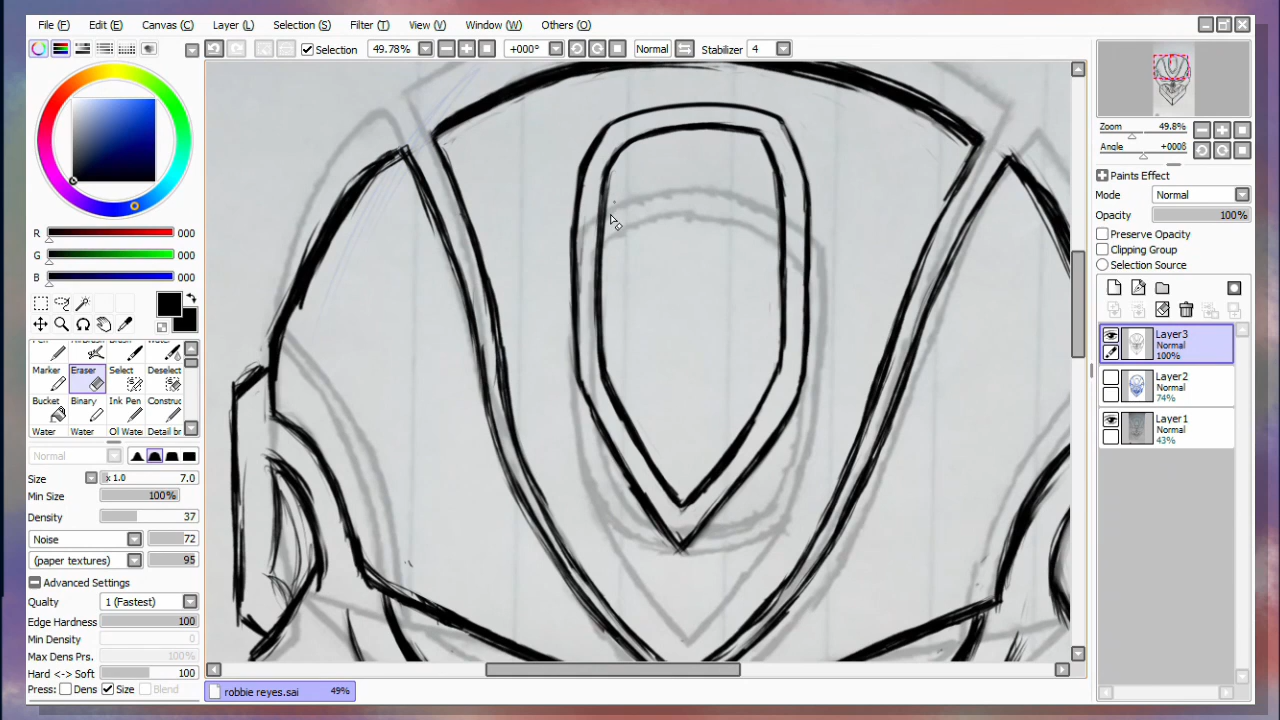 File (F) Edit (E) Canvas (C) Layer (L) Selection (S) Filter (T) View (V) Window (W) Others (O)
Selection 49.78% +000° Normal Stabilizer 4
R 000
G 000
B 000
Marker Eraser Select Deselect
Bucket Binary Ink Pen Construc
Water Water Ol Water Detail br
Normal
Size x 1.0 7.0
Min Size 100%
Density 37
Noise 72
(paper textures) 95
Advanced Settings
Qualty 1 (Fastest)
Edge Hardness 100
Min Density 0
Max Dens Prs. 100%
Hard <-> Soft 100
Press: Dens Size Blend
robbie reyes.sai 49%
Zoom 49.8%
Angle +000ß
Paints Effect
Mode Normal
Opacity 100%
Preserve Opacity
Clipping Group
Selection Source
Layer3
Normal
100%
Layer2
Normal
74%
Layer1
Normal
43%